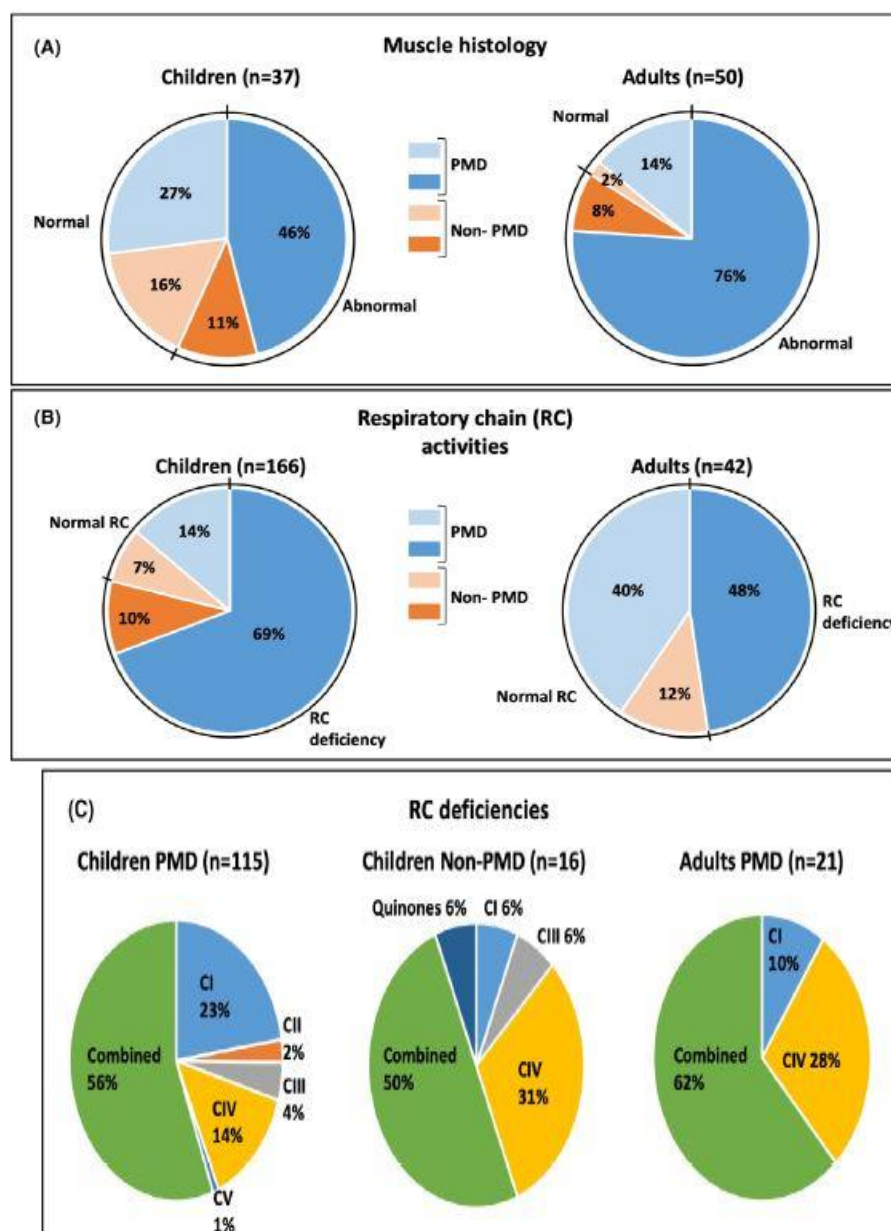 (A)
Muscle histology
Children (n=37)
Adults (n=50)
Normal
27%
46%
16%
11%
Abnormal
PMD
Non- PMD
Normal
14%
2%
8%
76%
Abnormal
(B)
Respiratory chain (RC)
activities
Children (n=166)
Adults (n=42)
Normal RC
14%
7%
10%
69%
RC
deficiency
PMD
Non- PMD
40%
48%
RC
deficiency
12%
Normal RC
(C)
RC deficiencies
Children PMD (n=115)
Children Non-PMD (n=16)
Adults PMD (n=21)
CI
23%
CII
2%
CIII
4%
CIV
14%
CV
1%
Combined
56%
Quinones 6%
CI 6%
CIII 6%
CIV
31%
Combined
50%
CI
10%
CIV 28%
Combined
62%